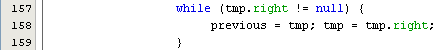 157 while (tmp.right != null) {
158 previous = tmp; tmp = tmp.right;
159 }